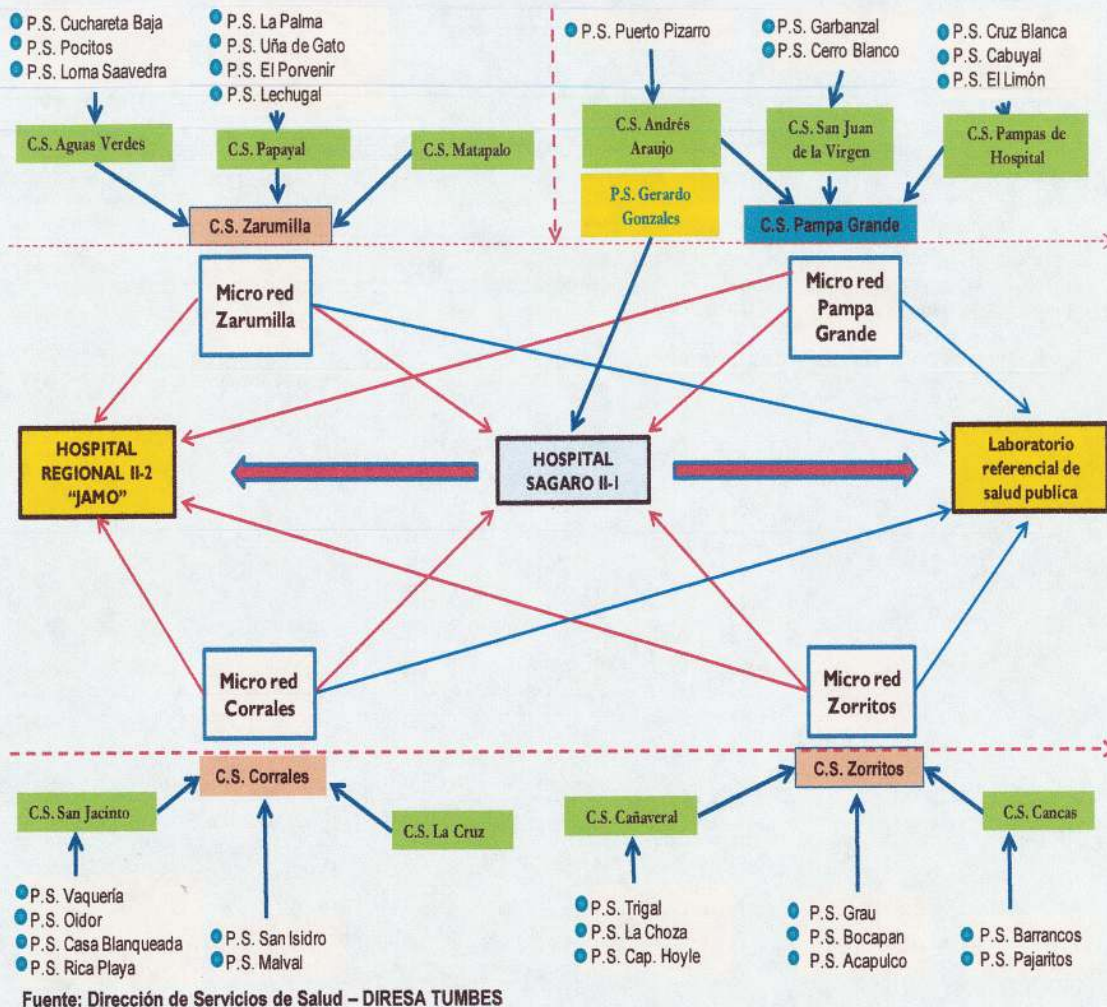 P.S. Cuchareta Baja
P.S. Pocitos
P.S. Loma Saavedra
P.S. La Palma
P.S. Uña de Gato
P.S. El Porvenir
P.S. Lechugal
P.S. Puerto Pizarro
P.S. Garbanzal
P.S. Cerro Blanco
P.S. Cruz Blanca
P.S. Cabuyal
P.S. El Limón
C.S. Aguas Verdes
C.S. Papayal
C.S. Matapalo
C.S. Andrés
Araujo
C.S. San Juan
de la Virgen
C.S. Pampas de
Hospital
P.S. Gerardo
Gonzales
C.S. Zarumilla
C.S. Pampa Grande
Micro red
Zarumilla
Micro red
Pampa
Grande
HOSPITAL
REGIONAL II-2
“JAMO”
HOSPITAL
SAGARO II-I
Laboratorio
referencial de
salud publica
Micro red
Corrales
Micro red
Zorritos
C.S. Corrales
C.S. Zorritos
C.S. San Jacinto
C.S. La Cruz
C.S. Cañaveral
C.S. Cancas
P.S. Vaquería
P.S. Oidor
P.S. Casa Blanqueada
P.S. Rica Playa
P.S. San Isidro
P.S. Malval
P.S. Trigal
P.S. La Choza
P.S. Cap. Hoyle
P.S. Grau
P.S. Bocapan
P.S. Acapulco
P.S. Barrancos
P.S. Pajaritos
Fuente: Dirección de Servicios de Salud – DIRESA TUMBES